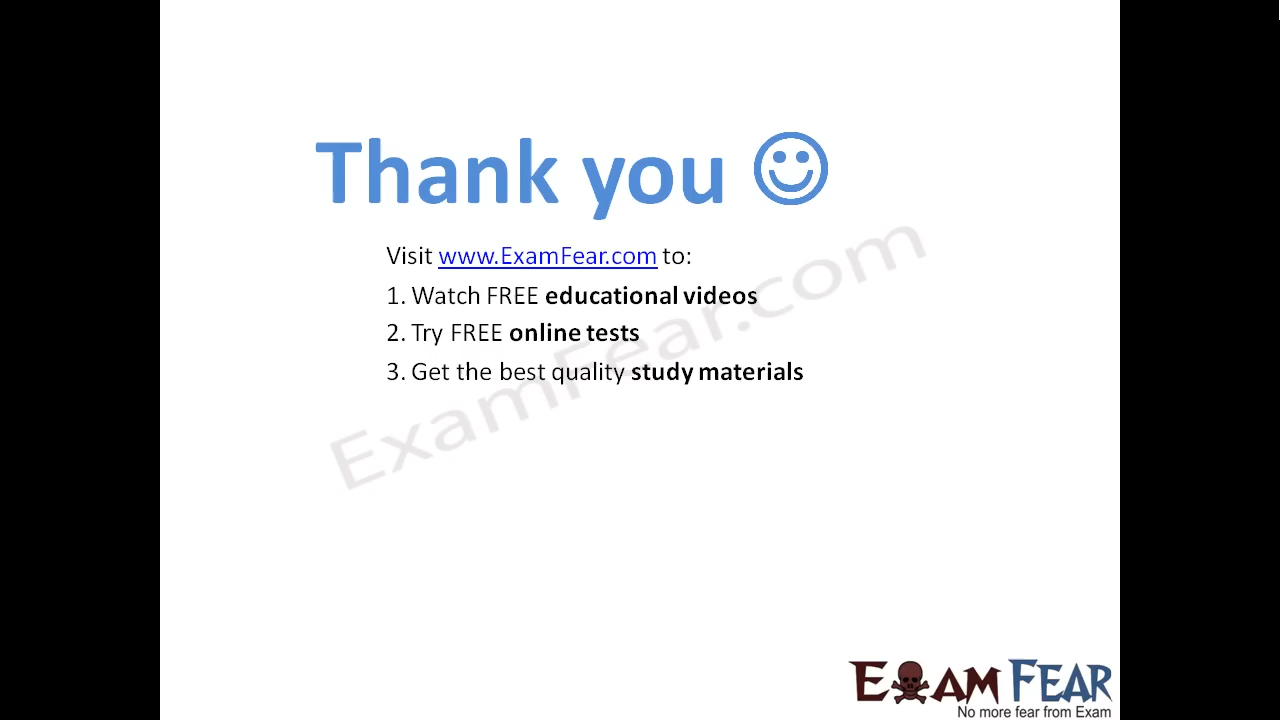 Thank you ☺
Visit www.ExamFear.com to:
1. Watch FREE educational videos
2. Try FREE online tests
3. Get the best quality study materials
ExamFear.com
EXAM FEAR
No more fear from Exam